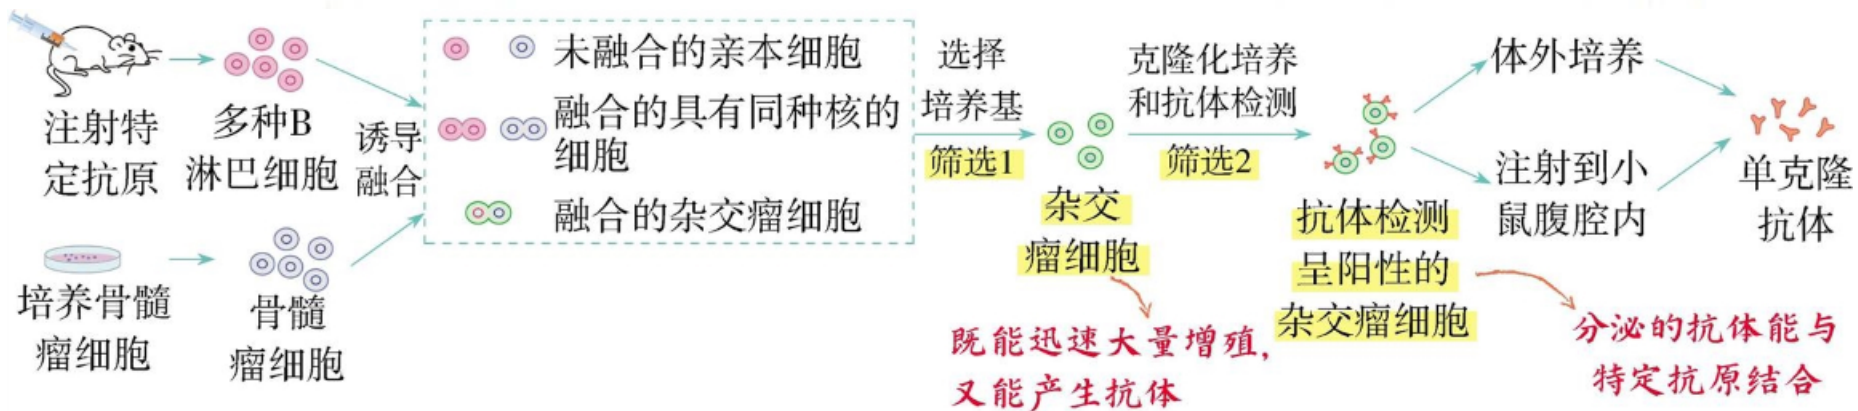 注射特
定抗原
多种B
淋巴细胞
培养骨髓
瘤细胞
骨髓
瘤细胞
诱导
融合
未融合的亲本细胞
融合的具有同种核的
细胞
融合的杂交瘤细胞
选择
培养基
筛选1
杂交
瘤细胞
既能迅速大量增殖，
又能产生抗体
克隆化培养
和抗体检测
筛选2
抗体检测
呈阳性的
杂交瘤细胞
分泌的抗体能与
特定抗原结合
体外培养
注射到小
鼠腹腔内
单克隆
抗体